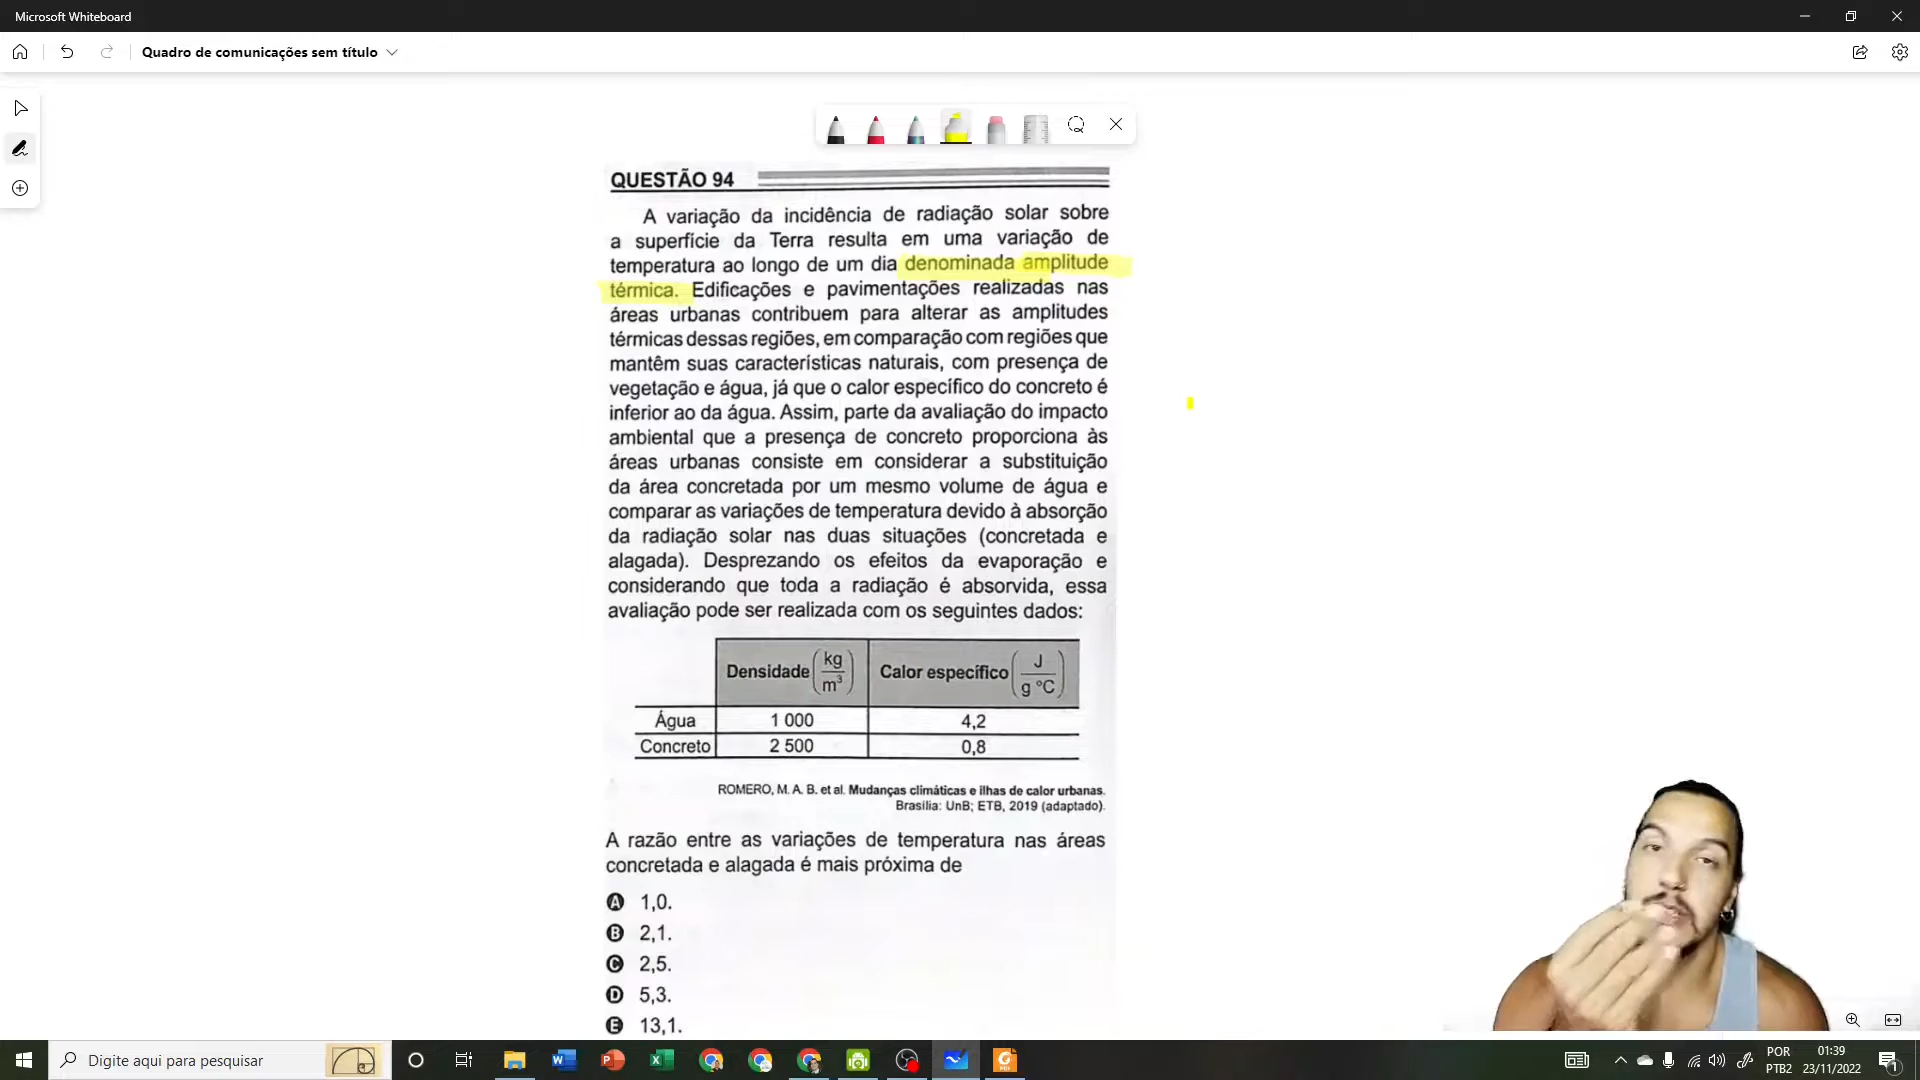 Microsoft Whiteboard
Quadro de comunicações sem título
QUESTÃO 94
A variação da incidência de radiação solar sobre
a superfície da Terra resulta em uma variação de
temperatura ao longo de um dia denominada amplitude
térmica. Edificações e pavimentações realizadas nas
áreas urbanas contribuem para alterar as amplitudes
térmicas dessas regiões, em comparação com regiões que
mantêm suas características naturais, com presença de
vegetação e água, já que o calor específico do concreto é
inferior ao da água. Assim, parte da avaliação do impacto
ambiental que a presença de concreto proporciona às
áreas urbanas consiste em considerar a substituição
da área concretada por um mesmo volume de água e
comparar as variações de temperatura devido à absorção
da radiação solar nas duas situações (concretada e
alagada). Desprezando os efeitos da evaporação e
considerando que toda a radiação é absorvida, essa
avaliação pode ser realizada com os seguintes dados:
Densidade (kg/m³) Calor específico (J/g °C)
Água 1 000 4,2
Concreto 2 500 0,8
ROMERO, M. A. B. et al. Mudanças climáticas e ilhas de calor urbanas.
Brasília: UnB; ETB, 2019 (adaptado).
A razão entre as variações de temperatura nas áreas
concretada e alagada é mais próxima de
A 1,0.
B 2,1.
C 2,5.
D 5,3.
E 13,1.
Digite aqui para pesquisar
POR
PTB2
01:39
23/11/2022
1